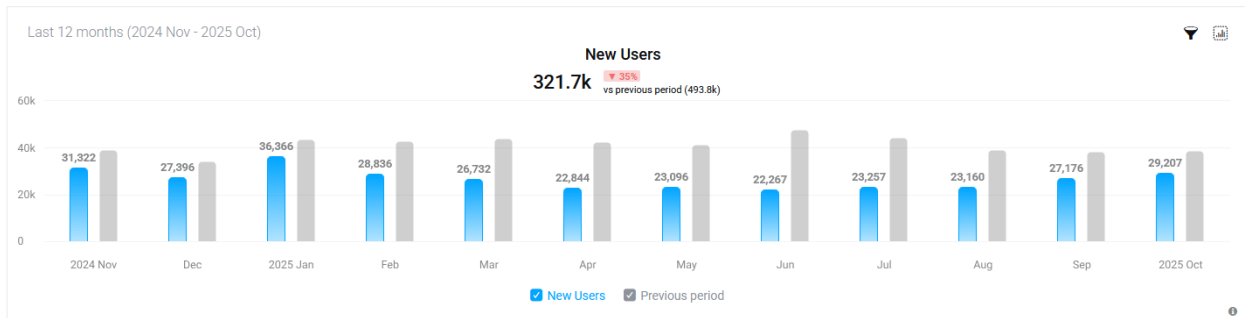 Last 12 months (2024 Nov - 2025 Oct)
New Users
321.7k ▼ 35%
vs previous period (493.8k)
60k
40k
20k
0
31,322
27,396
36,366
28,836
26,732
22,844
23,096
22,267
23,257
23,160
27,176
29,207
2024 Nov Dec 2025 Jan Feb Mar Apr May Jun Jul Aug Sep 2025 Oct
New Users Previous period